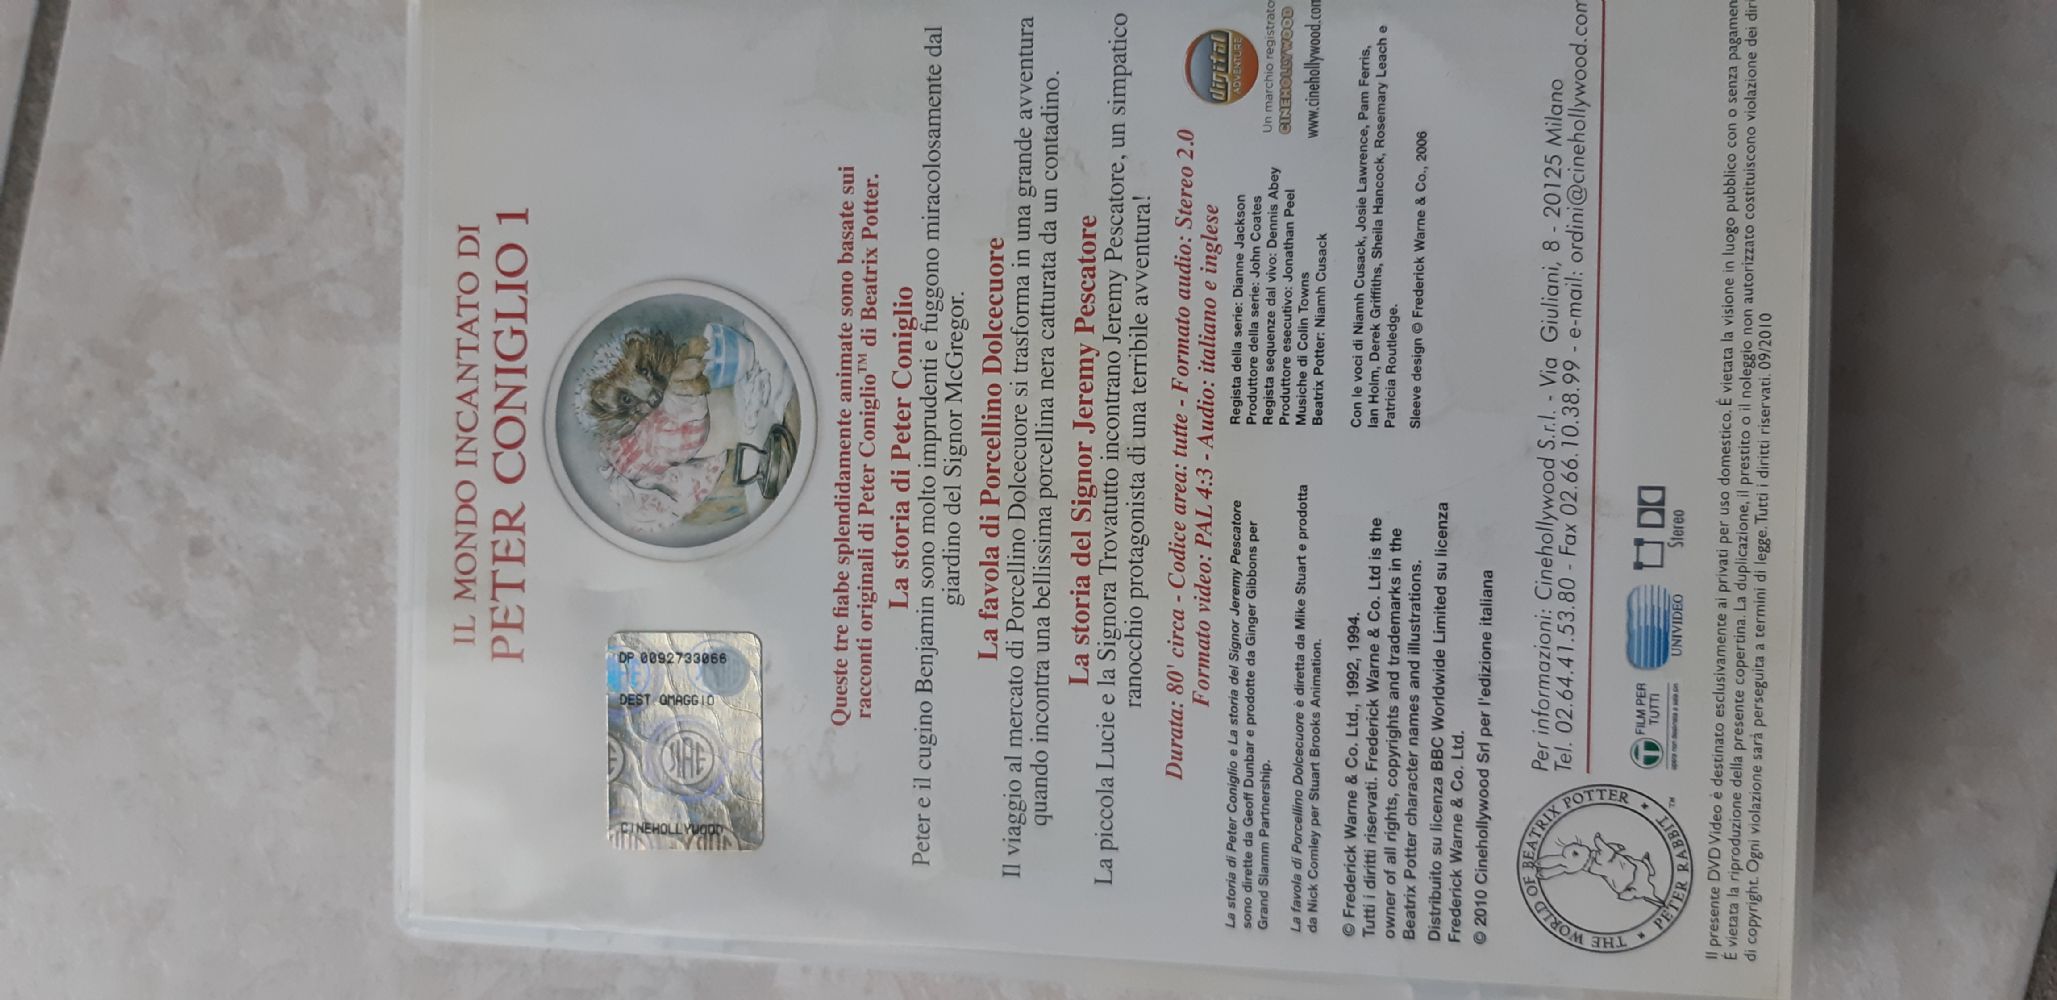 IL MONDO INCANTATO DI
PETER CONIGLIO 1
DP 0092733066
DEST OMAGGIO
SIAE
CINEHOLLYWOOD
Queste tre fiabe splendidamente animate sono basate sui
racconti originali di Peter Coniglio™ di Beatrix Potter.
La storia di Peter Coniglio
Peter e il cugino Benjamin sono molto imprudenti e fuggono miracolosamente dal
giardino del Signor McGregor.
La favola di Porcellino Dolcecuore
Il viaggio al mercato di Porcellino Dolcecuore si trasforma in una grande avventura
quando incontra una bellissima porcellina nera catturata da un contadino.
La storia del Signor Jeremy Pescatore
La piccola Lucie e la Signora Trovatutto incontrano Jeremy Pescatore, un simpatico
ranocchio protagonista di una terribile avventura!
Durata: 80' circa - Codice area: tutte - Formato audio: Stereo 2.0
Formato video: PAL 4:3 - Audio: italiano e inglese
digital
ADVENTURE
Un marchio registrato
CINEHOLLYWOOD
www.cinehollywood.com
La storia di Peter Coniglio e La storia del Signor Jeremy Pescatore
sono dirette da Geoff Dunbar e prodotte da Ginger Gibbons per
Grand Slamm Partnership.
La favola di Porcellino Dolcecuore è diretta da Mike Stuart e prodotta
da Nick Comley per Stuart Brooks Animation.
© Frederick Warne & Co. Ltd., 1992, 1994.
Tutti i diritti riservati. Frederick Warne & Co. Ltd is the
owner of all rights, copyrights and trademarks in the
Beatrix Potter character names and illustrations.
Distribuito su licenza BBC Worldwide Limited su licenza
Frederick Warne & Co. Ltd.
© 2010 Cinehollywood Srl per l'edizione italiana
Regista della serie: Dianne Jackson
Produttore della serie: John Coates
Regista sequenze dal vivo: Dennis Abey
Produttore esecutivo: Jonathan Peel
Musiche di Colin Towns
Beatrix Potter: Niamh Cusack
Con le voci di Niamh Cusack, Josie Lawrence, Pam Ferris,
Ian Holm, Derek Griffiths, Sheila Hancock, Rosemary Leach e
Patricia Routledge.
Sleeve design © Frederick Warne & Co., 2006
Per informazioni: Cinehollywood S.r.l. - Via Giuliani, 8 - 20125 Milano
Tel. 02.64.41.53.80 - Fax 02.66.10.38.99 - e-mail: ordini@cinehollywood.com
THE WORLD OF BEATRIX POTTER
PETER RABBIT™
FILM PER
TUTTI
UNIVIDEO
Stereo
Il presente DVD Video è destinato esclusivamente ai privati per uso domestico. È vietata la visione in luogo pubblico con o senza pagamen
È vietata la riproduzione della presente copertina. La duplicazione, il prestito o il noleggio non autorizzato costituiscono violazione dei diri
di copyright. Ogni violazione sarà perseguita a termini di legge. Tutti i diritti riservati. 09/2010